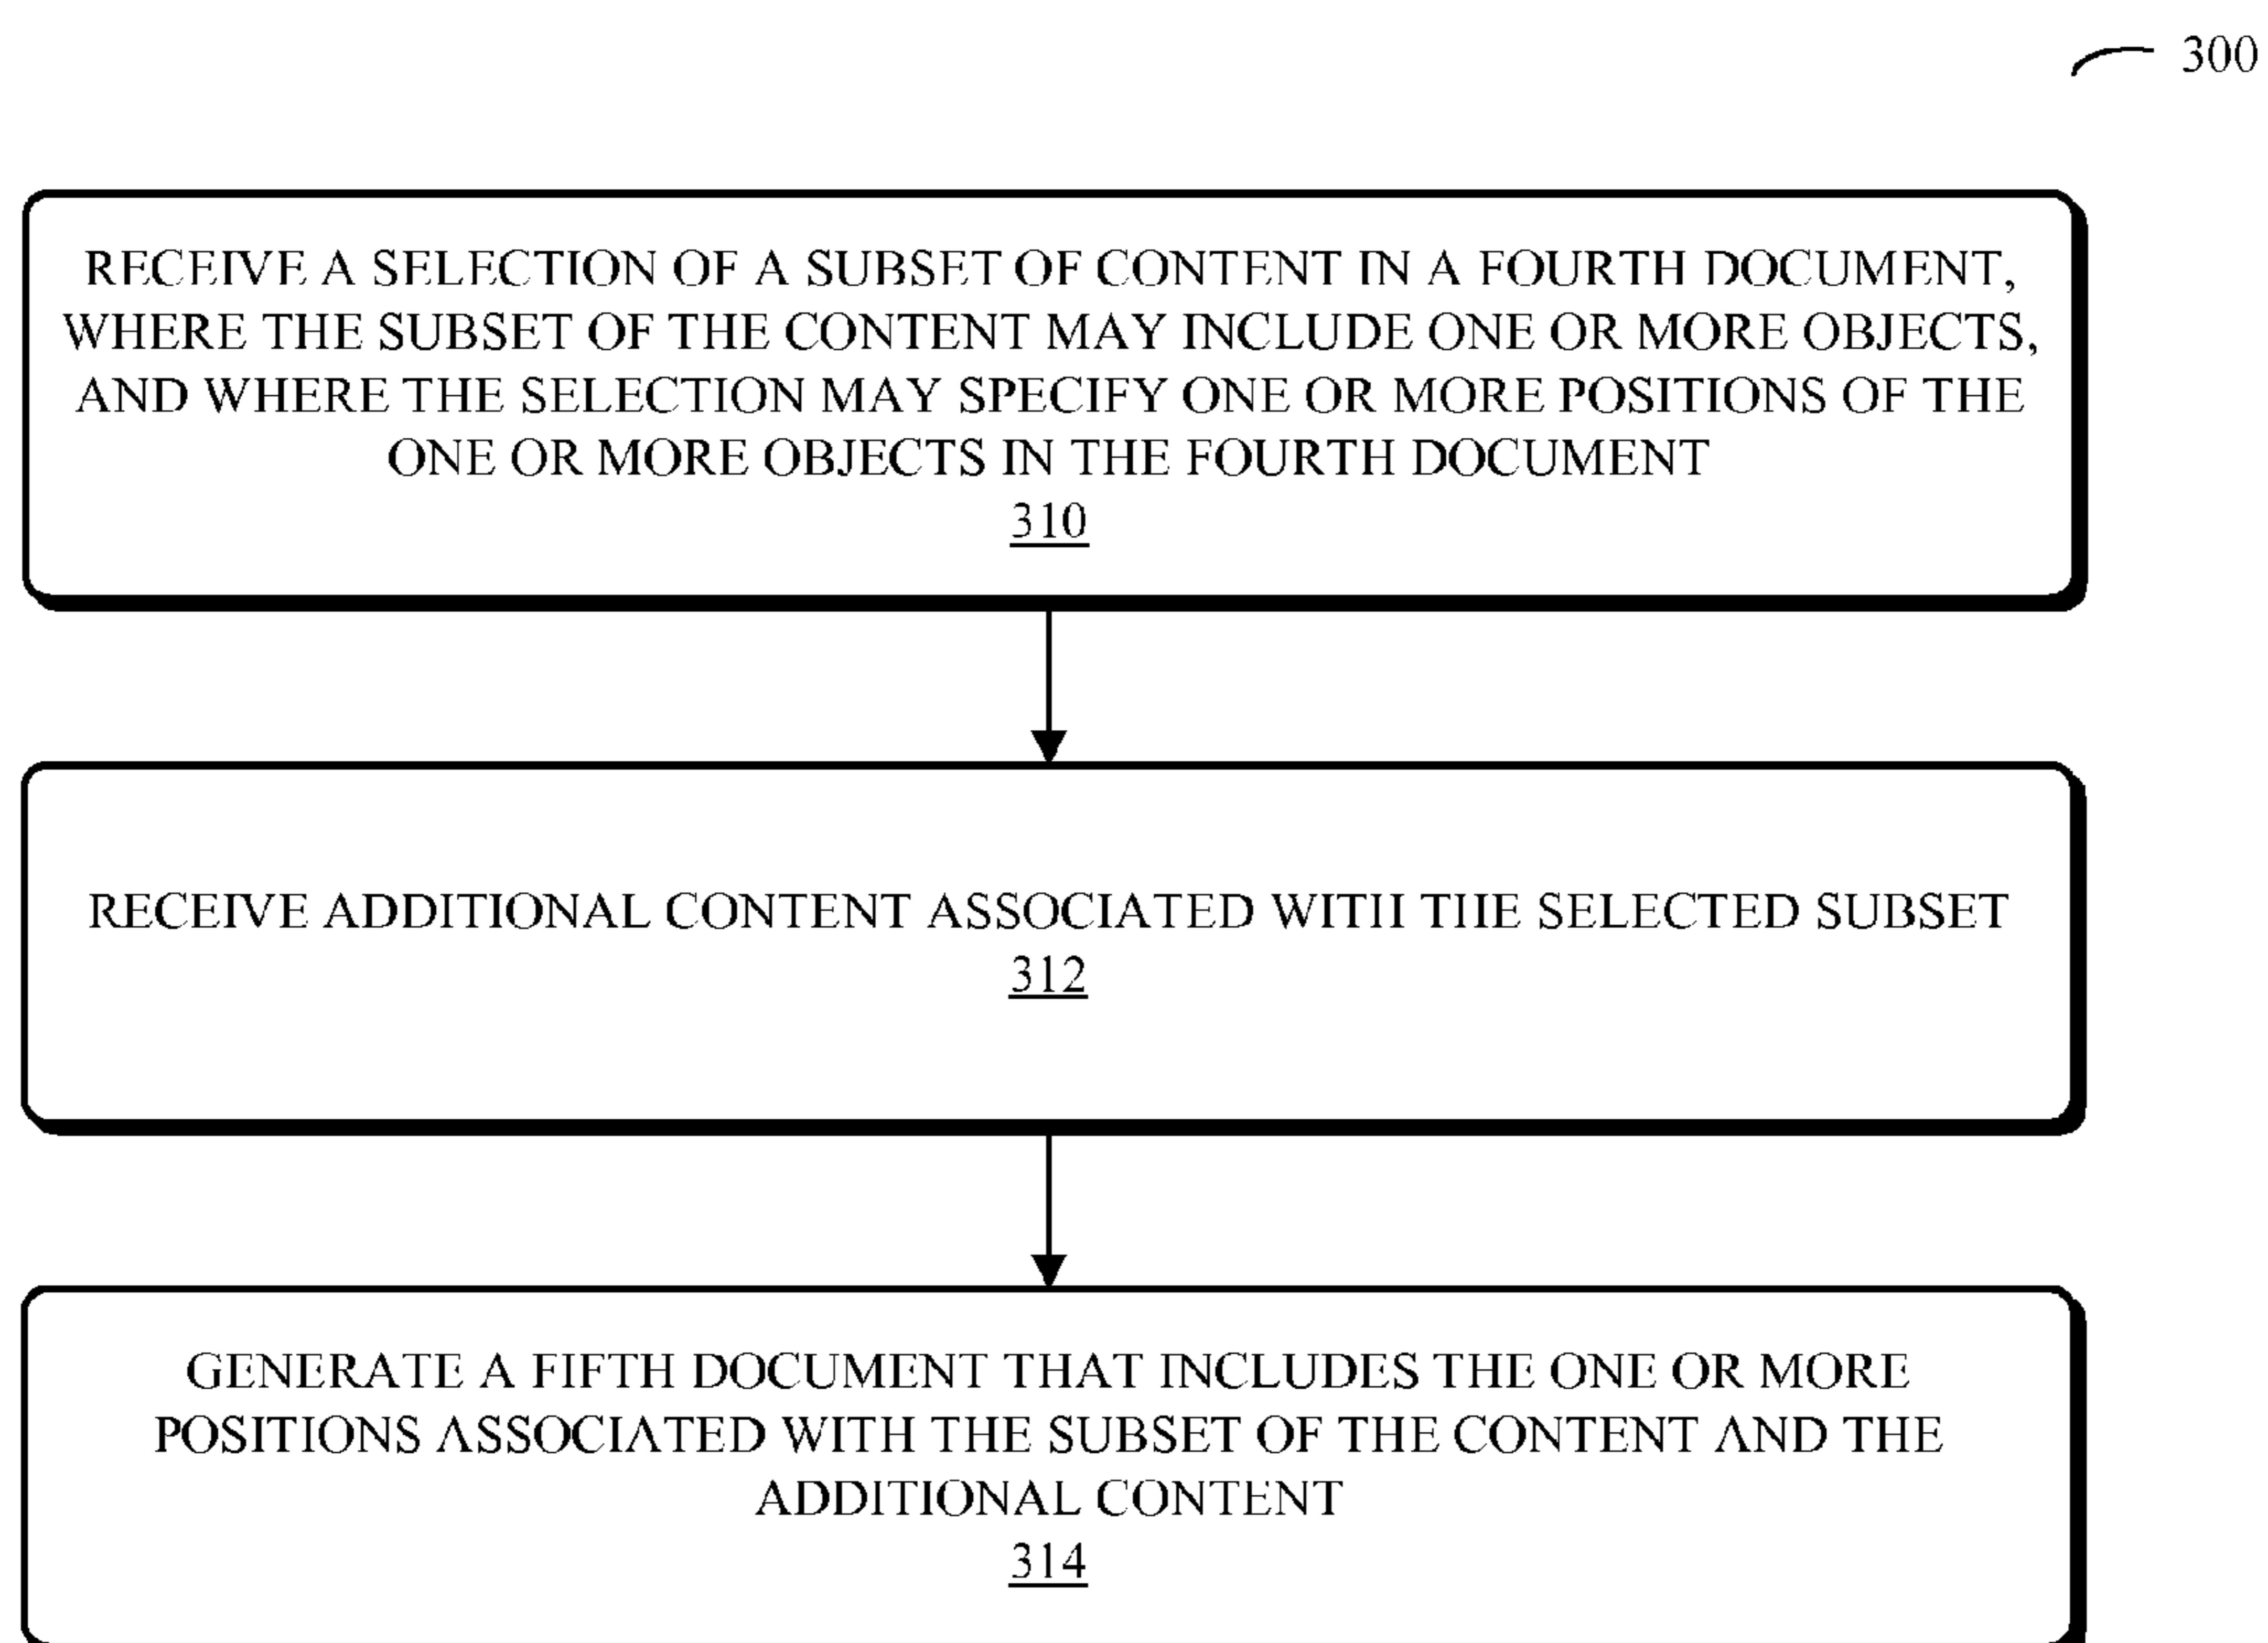 300
RECEIVE A SELECTION OF A SUBSET OF CONTENT IN A FOURTH DOCUMENT,
WHERE THE SUBSET OF THE CONTENT MAY INCLUDE ONE OR MORE OBJECTS,
AND WHERE THE SELECTION MAY SPECIFY ONE OR MORE POSITIONS OF THE
ONE OR MORE OBJECTS IN THE FOURTH DOCUMENT
310
RECEIVE ADDITIONAL CONTENT ASSOCIATED WITH THE SELECTED SUBSET
312
GENERATE A FIFTH DOCUMENT THAT INCLUDES THE ONE OR MORE
POSITIONS ASSOCIATED WITH THE SUBSET OF THE CONTENT AND THE
ADDITIONAL CONTENT
314